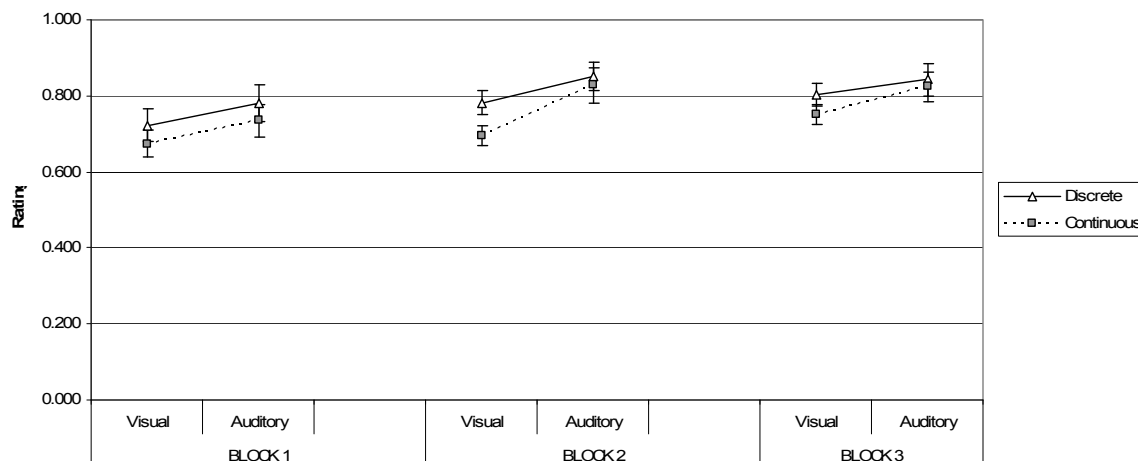 1.000
0.800
0.600
0.400
0.200
0.000
Rating
Visual Auditory Visual Auditory Visual Auditory
BLOCK 1 BLOCK 2 BLOCK 3
Discrete
Continuous